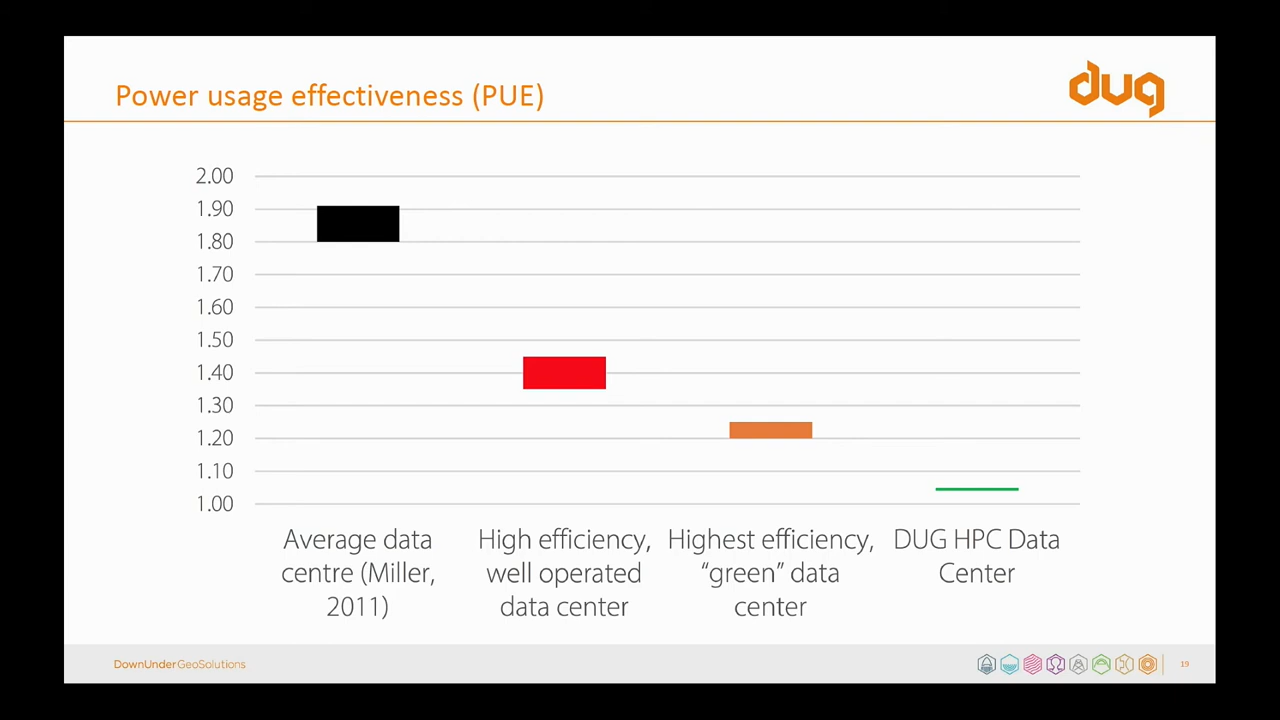 Power usage effectiveness (PUE)
dug
2.00
1.90
1.80
1.70
1.60
1.50
1.40
1.30
1.20
1.10
1.00
Average data
centre (Miller,
2011)
High efficiency,
well operated
data center
Highest efficiency,
“green” data
center
DUG HPC Data
Center
DownUnderGeoSolutions
19